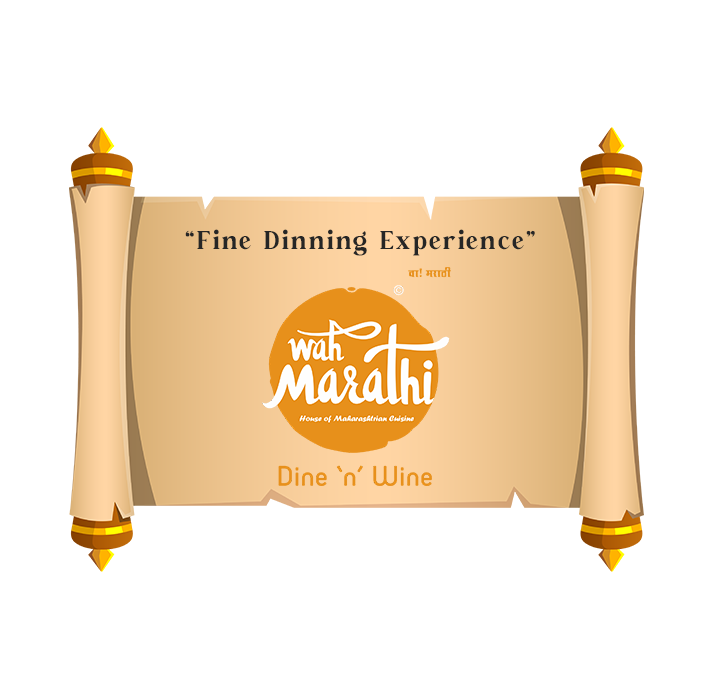 “Fine Dinning Experience”
वा! मराठी
©
wah
Marathi
House of Maharashtrian Cuisine
Dine ‘n’ Wine